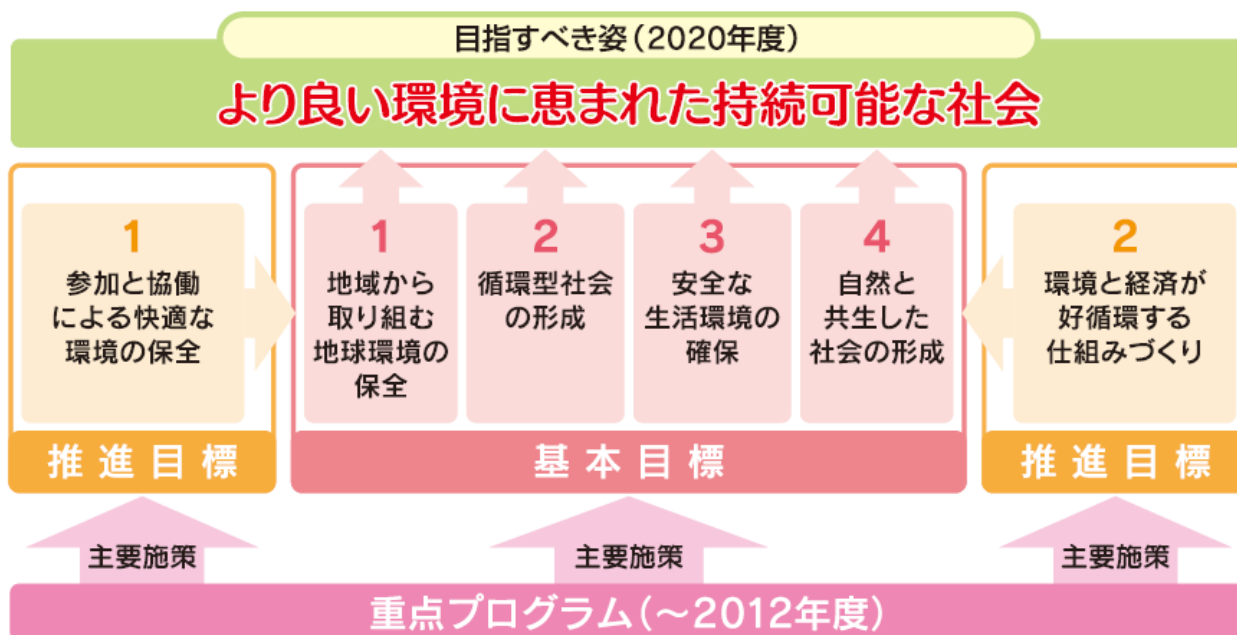 目指すべき姿(2020年度)
より良い環境に恵まれた持続可能な社会
1
参加と協働
による快適な
環境の保全
推進目標
1
地域から
取り組む
地球環境の
保全
2
循環型社会
の形成
3
安全な
生活環境の
確保
4
自然と
共生した
社会の形成
基本目標
2
環境と経済が
好循環する
仕組みづくり
推進目標
主要施策
主要施策
主要施策
重点プログラム(～2012年度)